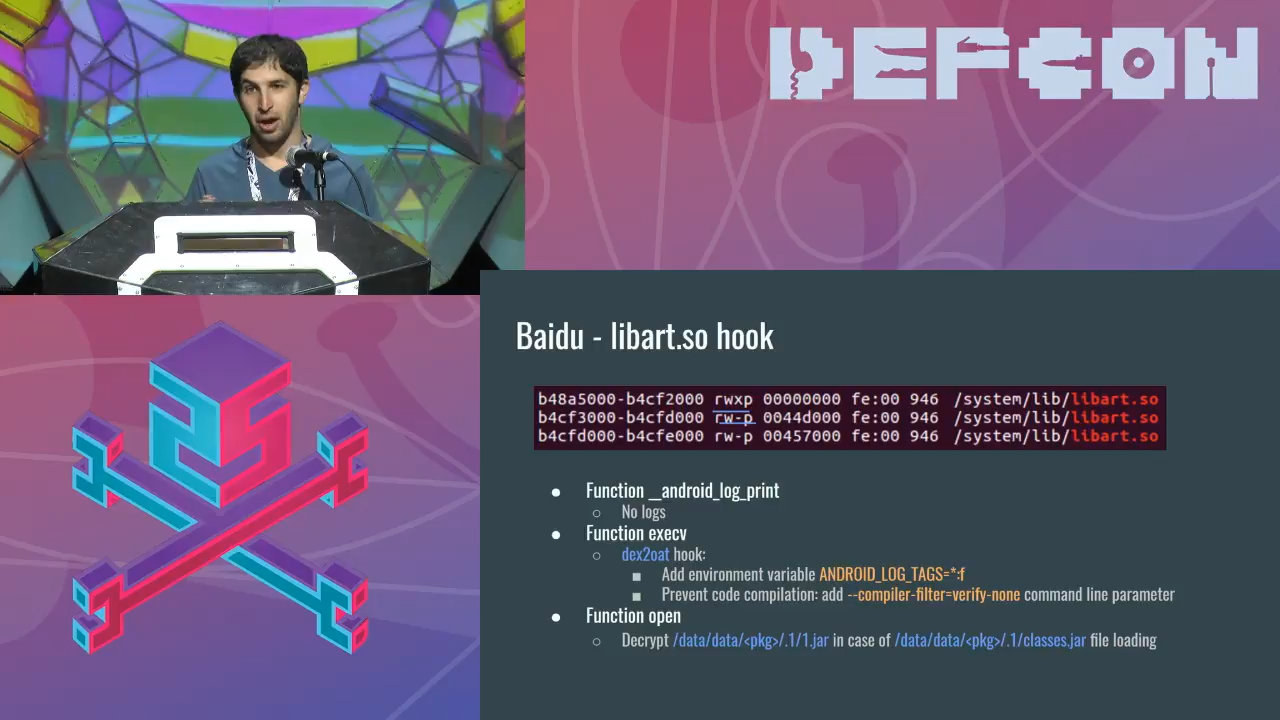 DEFCON
Baidu - libart.so hook
b48a5000-b4cf2000 rwxp 00000000 fe:00 946 /system/lib/libart.so
b4cf3000-b4cfd000 rw-p 0044d000 fe:00 946 /system/lib/libart.so
b4cfd000-b4cfe000 rw-p 00457000 fe:00 946 /system/lib/libart.so
● Function __android_log_print
○ No logs
● Function execv
○ dex2oat hook:
■ Add environment variable ANDROID_LOG_TAGS=*:f
■ Prevent code compilation: add --compiler-filter=verify-none command line parameter
● Function open
○ Decrypt /data/data/<pkg>/.1/1.jar in case of /data/data/<pkg>/.1/classes.jar file loading